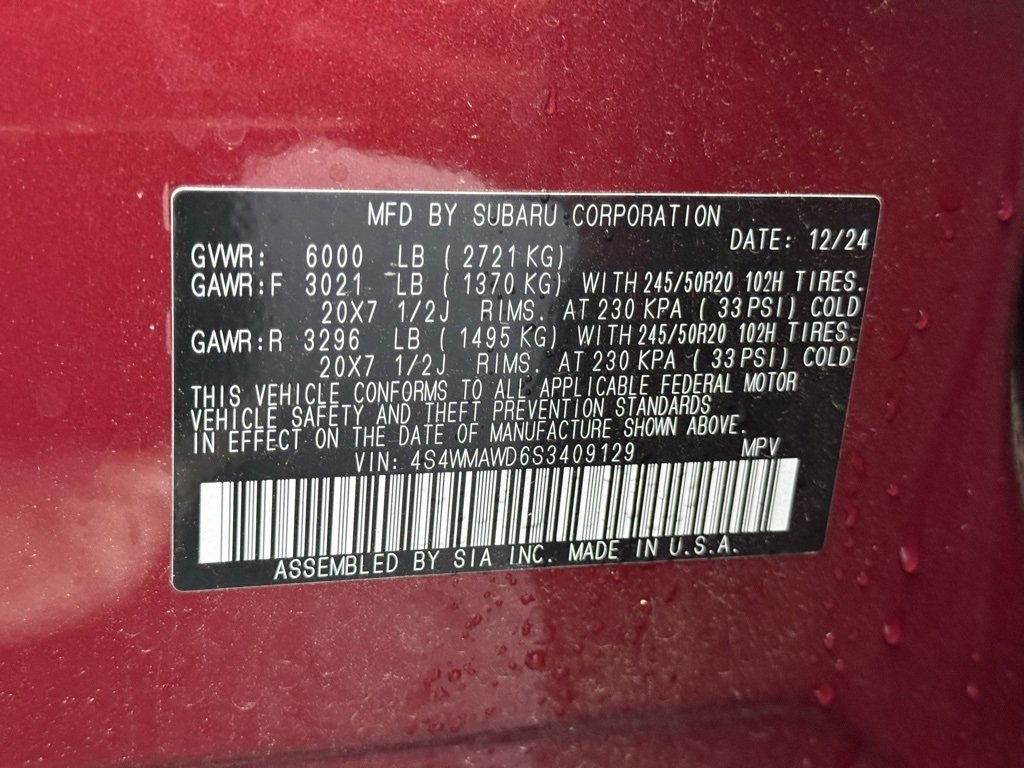 MFD BY SUBARU CORPORATION
DATE: 12/24
GVWR: 6000 LB ( 2721 KG)
GAWR:F 3021 LB ( 1370 KG) WITH 245/50R20 102H TIRES.
20X7 1/2J RIMS. AT 230 KPA ( 33 PSI) COLD
GAWR:R 3296 LB ( 1495 KG) WITH 245/50R20 102H TIRES.
20X7 1/2J RIMS. AT 230 KPA ( 33 PSI) COLD
THIS VEHICLE CONFORMS TO ALL APPLICABLE FEDERAL MOTOR
VEHICLE SAFETY AND THEFT PREVENTION STANDARDS
IN EFFECT ON THE DATE OF MANUFACTURE SHOWN ABOVE.
VIN: 4S4WMAWD6S3409129 MPV
ASSEMBLED BY SIA INC. MADE IN U.S.A.